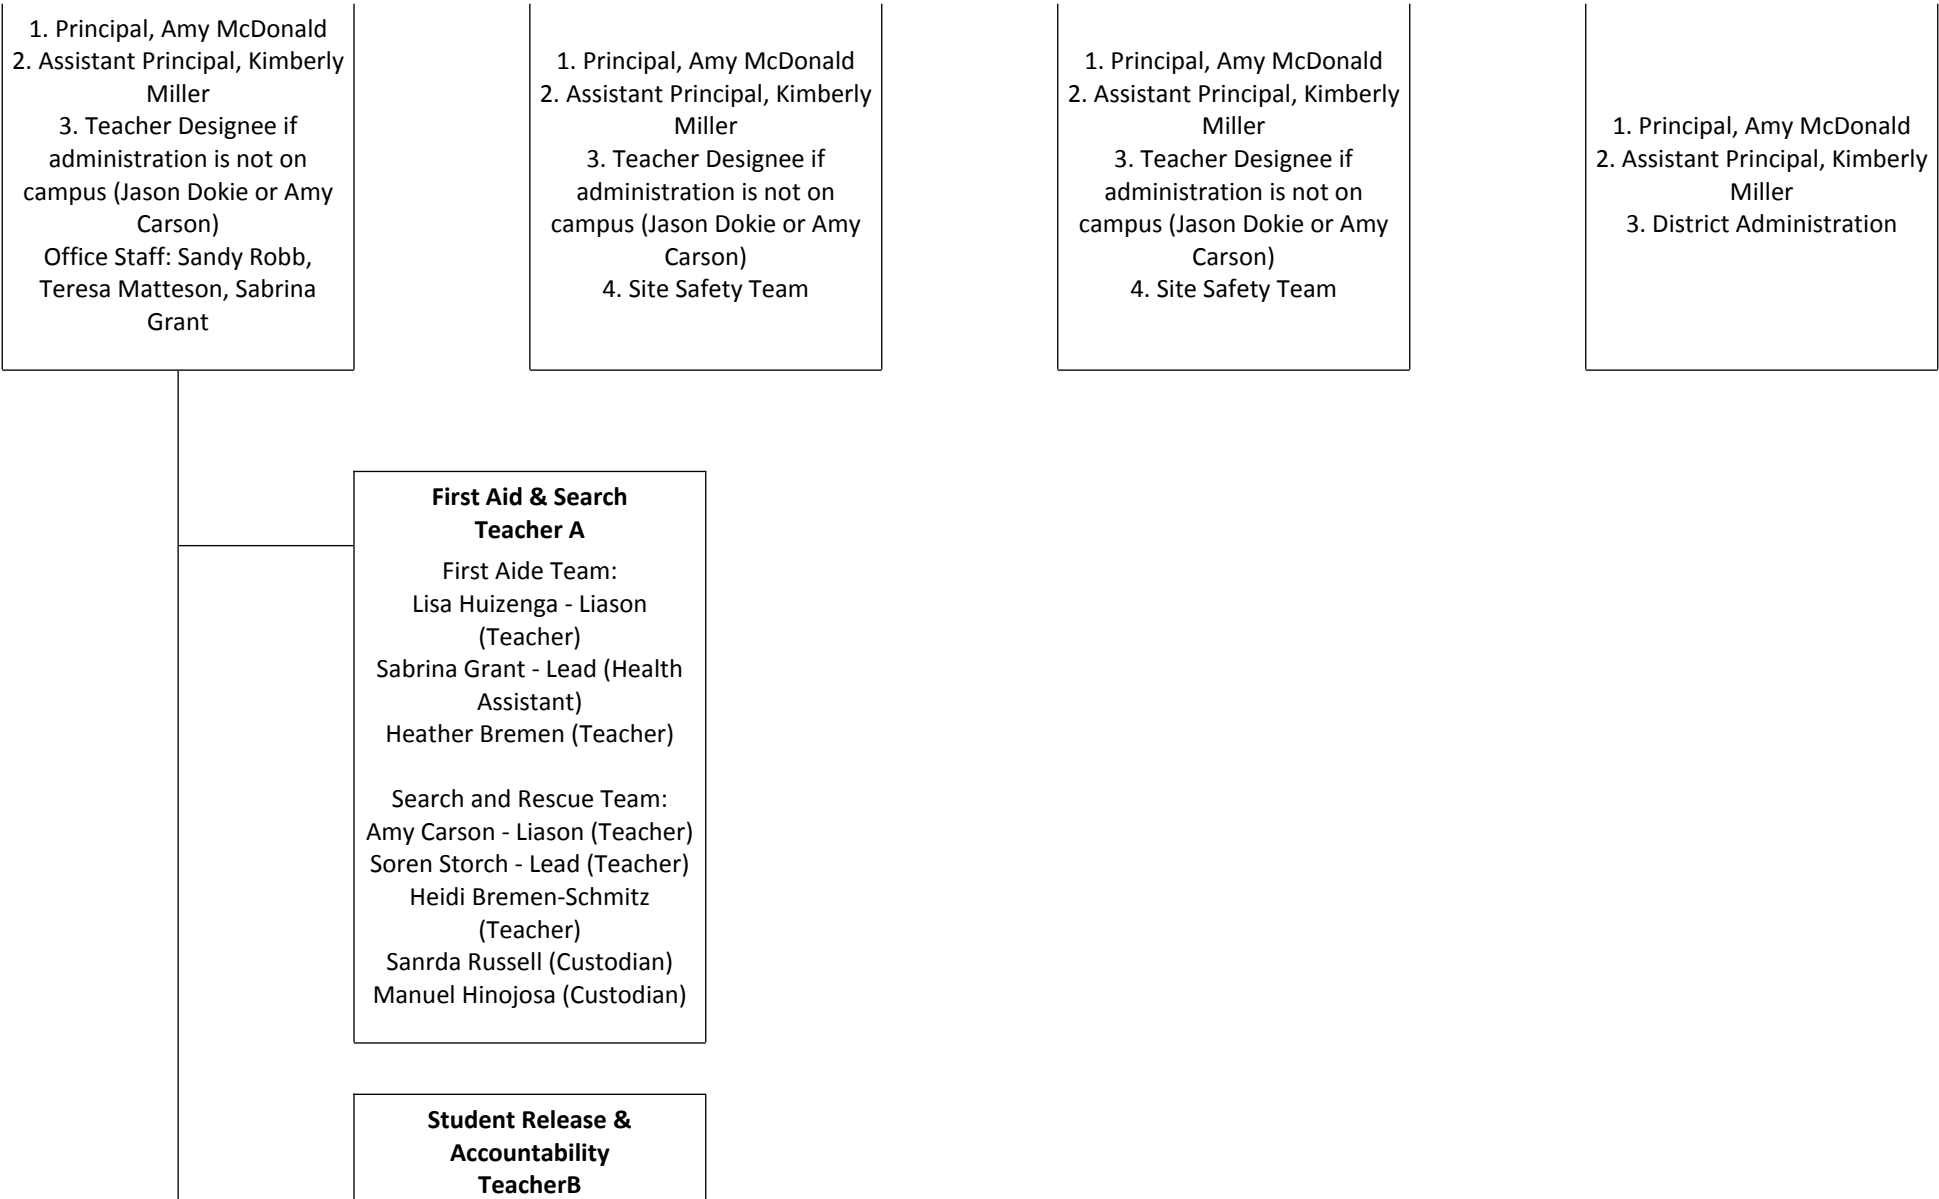 1. Principal, Amy McDonald
2. Assistant Principal, Kimberly
Miller
3. Teacher Designee if
administration is not on
campus (Jason Dokie or Amy
Carson)
Office Staff: Sandy Robb,
Teresa Matteson, Sabrina
Grant
1. Principal, Amy McDonald
2. Assistant Principal, Kimberly
Miller
3. Teacher Designee if
administration is not on
campus (Jason Dokie or Amy
Carson)
4. Site Safety Team
1. Principal, Amy McDonald
2. Assistant Principal, Kimberly
Miller
3. Teacher Designee if
administration is not on
campus (Jason Dokie or Amy
Carson)
4. Site Safety Team
1. Principal, Amy McDonald
2. Assistant Principal, Kimberly
Miller
3. District Administration
First Aid & Search
Teacher A
First Aide Team:
Lisa Huizenga - Liason
(Teacher)
Sabrina Grant - Lead (Health
Assistant)
Heather Bremen (Teacher)
Search and Rescue Team:
Amy Carson - Liason (Teacher)
Soren Storch - Lead (Teacher)
Heidi Bremen-Schmitz
(Teacher)
Sanrda Russell (Custodian)
Manuel Hinojosa (Custodian)
Student Release &
Accountability
TeacherB